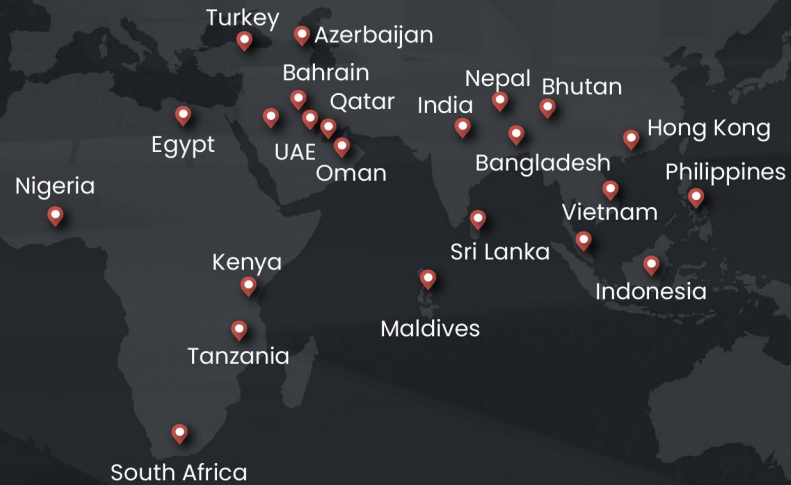 Turkey
Azerbaijan
Bahrain
Nepal
Bhutan
Qatar
India
Egypt
UAE
Oman
Hong Kong
Bangladesh
Philippines
Nigeria
Vietnam
Sri Lanka
Kenya
Indonesia
Maldives
Tanzania
South Africa